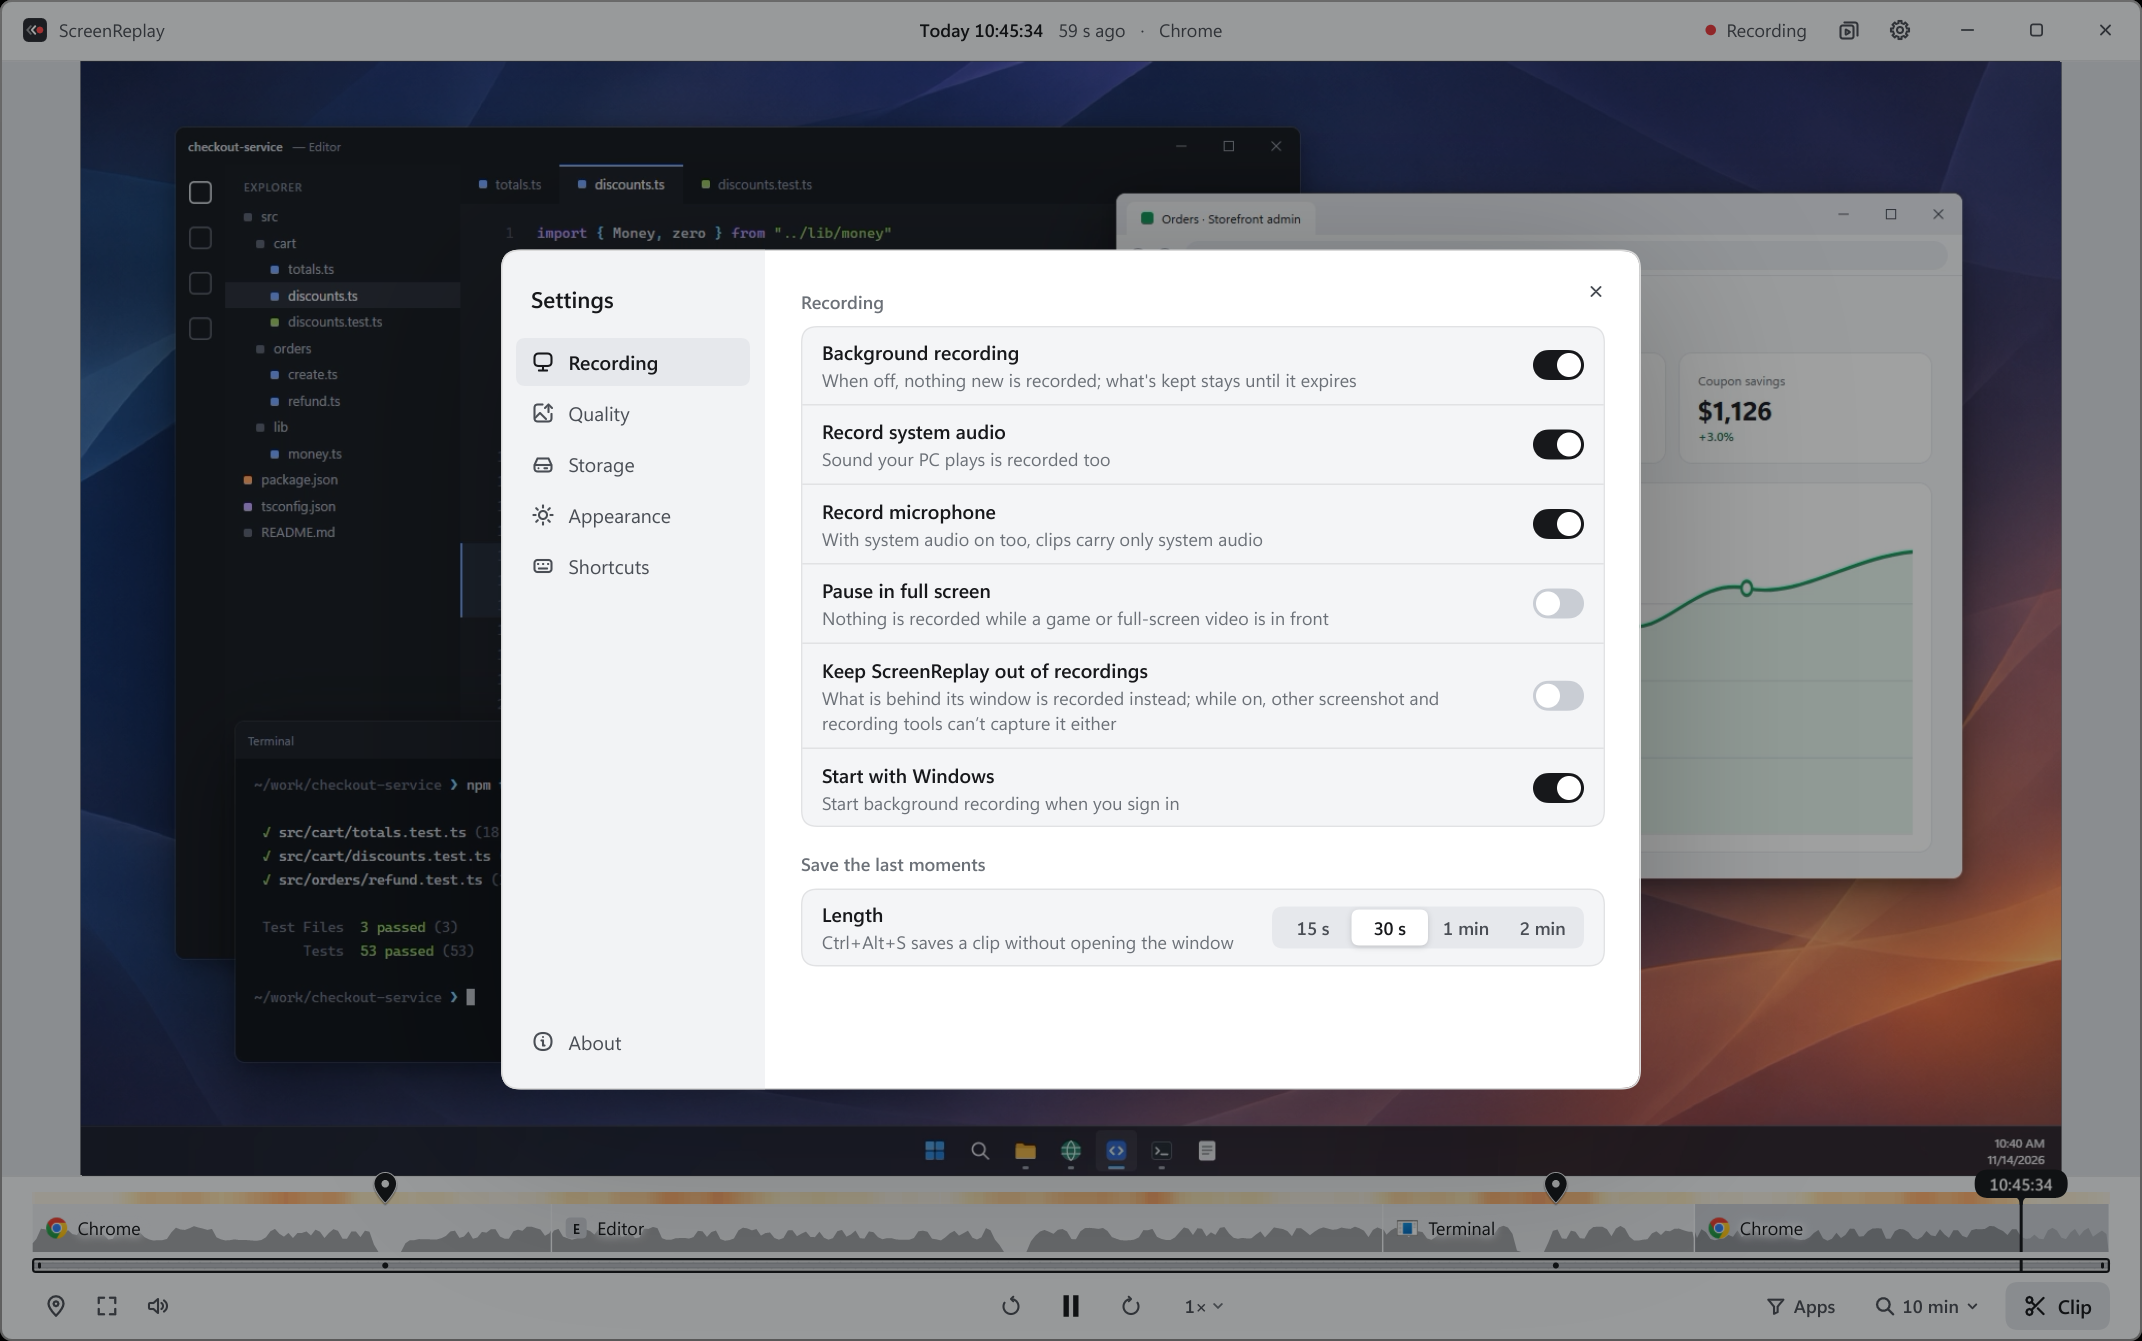 ScreenReplay
Today 10:45:34 59 s ago · Chrome
Recording
checkout-service — Editor
EXPLORER
src
cart
totals.ts
discounts.ts
discounts.test.ts
orders
create.ts
refund.ts
lib
money.ts
package.json
tsconfig.json
README.md
totals.ts
discounts.ts
discounts.test.ts
1 import { Money, zero } from "../lib/money"
Orders · Storefront admin
Coupon savings
$1,126
+3.0%
Terminal
~/work/checkout-service ❯ npm
✓ src/cart/totals.test.ts (18
✓ src/cart/discounts.test.ts
✓ src/orders/refund.test.ts (
Test Files 3 passed (3)
Tests 53 passed (53)
~/work/checkout-service ❯
Settings
Recording
Quality
Storage
Appearance
Shortcuts
About
Recording
Background recording
When off, nothing new is recorded; what's kept stays until it expires
Record system audio
Sound your PC plays is recorded too
Record microphone
With system audio on too, clips carry only system audio
Pause in full screen
Nothing is recorded while a game or full-screen video is in front
Keep ScreenReplay out of recordings
What is behind its window is recorded instead; while on, other screenshot and
recording tools can’t capture it either
Start with Windows
Start background recording when you sign in
Save the last moments
Length
Ctrl+Alt+S saves a clip without opening the window
15 s 30 s 1 min 2 min
10:40 AM
11/14/2026
10:45:34
Chrome
E Editor
Terminal
Chrome
1×
Apps
10 min
Clip